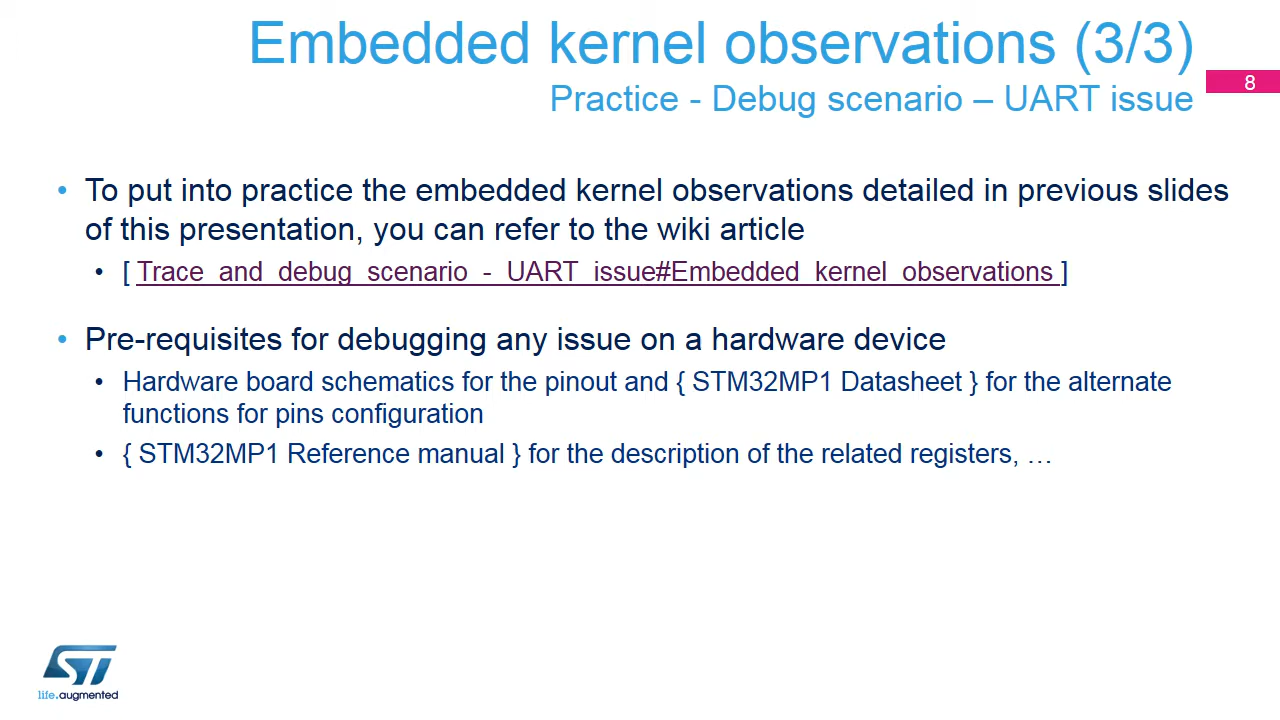 Embedded kernel observations (3/3)
8
Practice - Debug scenario – UART issue
• To put into practice the embedded kernel observations detailed in previous slides
of this presentation, you can refer to the wiki article
• [ Trace_and_debug_scenario_-_UART_issue#Embedded_kernel_observations ]
• Pre-requisites for debugging any issue on a hardware device
• Hardware board schematics for the pinout and { STM32MP1 Datasheet } for the alternate
functions for pins configuration
• { STM32MP1 Reference manual } for the description of the related registers, …
ST
life.augmented